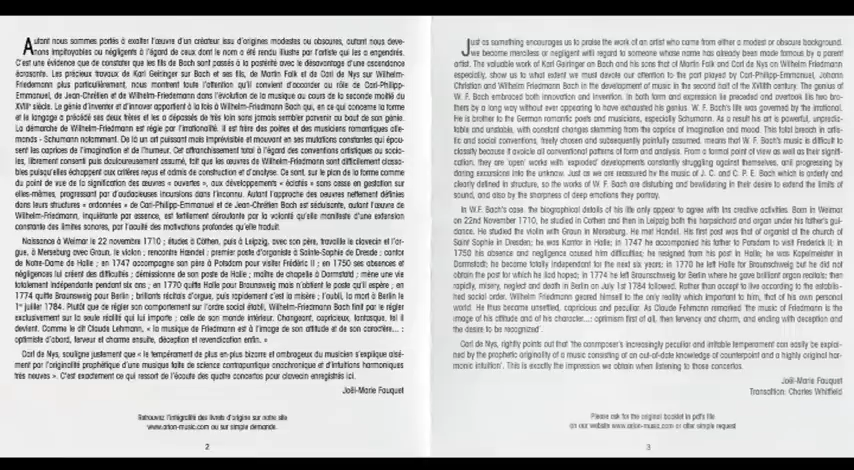 Autant nous sommes portés à exalter l'œuvre d'un créateur issu d'origines modestes ou obscures, autant nous deve-
nons impitoyables ou négligents à l'égard de ceux dont le nom a été rendu illustre par l'artiste qui les a engendrés.
C'est une évidence que de constater que les fils de Bach sont passés à la postérité avec le désavantage d'une ascendance
écrasante. Les précieux travaux de Karl Geiringer sur Bach et ses fils, de Martin Falk et de Carl de Nys sur Wilhelm-
Friedemann plus particulièrement, nous montrent toute l'attention qu'il convient d'accorder au rôle de Carl-Philipp-
Emmanuel, de Jean-Chrétien et de Wilhelm-Friedemann dans l'évolution de la musique au cours de la seconde moitié du
XVIIIᵉ siècle. Le génie d'inventer et d'innover appartient à la fois à Wilhelm-Friedmann Bach qui, en ce qui concerne la forme
et le langage a précédé ses deux frères et les a dépassés de très loin sans jamais sembler parvenir au bout de son génie.
La démarche de Wilhelm-Friedmann est régie par l'irrationalité. Il est frère des poètes et des musiciens romantiques alle-
mands - Schumann notamment. De là un art puissant mais imprévisible et mouvant en ses mutations constantes qui épou-
sent les caprices de l'imagination et de l'humeur. Cet affranchissement total à l'égard des conventions artistiques ou socia-
les, librement consenti puis douloureusement assumé, fait que les œuvres de Wilhelm-Friedmann sont difficilement classa-
bles puisqu'elles échappent aux critères reçus et admis de construction et d'analyse. Ce sont, sur le plan de la forme comme
du point de vue de la signification des œuvres « ouvertes », aux développements « éclatés » sans cesse en gestation sur
elles-mêmes, progressant par d'audacieuses incursions dans l'inconnu. Autant l'approche des œuvres nettement définies
dans leurs structures « ordonnées » de Carl-Philipp-Emmanuel et de Jean-Chrétien Bach est séduisante, autant l'œuvre de
Wilhelm-Friedmann, inquiétante par essence, est fertilement déroutante par la volonté qu'elle manifeste d'une extension
constante des limites sonores, par l'acuité des motivations profondes qu'elle traduit.
Naissance à Weimar le 22 novembre 1710 ; études à Cöthen, puis à Leipzig, avec son père, travaille le clavecin et l'or-
gue, à Merseburg avec Graun, le violon ; rencontre Haendel ; premier poste d'organiste à Sainte-Sophie de Dresde ; cantor
de Notre-Dame de Halle ; en 1747 accompagne son père à Potsdam pour visiter Frédéric II ; en 1750 ses absences et
négligences lui créent des difficultés ; démissionne de son poste de Halle ; maître de chapelle à Darmstatd ; mène une vie
totalement indépendante pendant six ans ; en 1770 quitte Halle pour Braunsweig mais n'obtient le poste qu'il espère ; en
1774 quitte Braunsweig pour Berlin ; brillants récitals d'orgue, puis rapidement c'est la misère ; l'oubli, la mort à Berlin le
1ᵉʳ juillet 1784. Plutôt que de régler son comportement sur l'ordre social établi, Wilhelm-Friedmann Bach finit par le régler
exclusivement sur la seule réalité qui lui importe ; celle de son monde intérieur. Changeant, capricieux, fantasque, tel il
devient. Comme le dit Claude Lehmann, « la musique de Friedmann est à l'image de son attitude et de son caractère... :
optimiste d'abord, ferveur et charme ensuite, déception et revendication enfin. »
Carl de Nys, souligne justement que « le tempérament de plus en-plus bizarre et ombrageux du musicien s'explique aisé-
ment par l'originalité prophétique d'une musique faite de science contrapuntique anachronique et d'intuitions harmoniques
très neuves ». C'est exactement ce qui ressort de l'écoute des quatre concertos pour clavecin enregistrés ici.
Joël-Marie Fauquet
Retrouvez l'intégralité des livrets d'origine sur notre site
www.arion-music.com ou sur simple demande.
2
Just as something encourages us to praise the work of an artist who came from either a modest or obscure background,
we become merciless or negligent with regard to someone whose name has already been made famous by a parent
artist. The valuable work of Karl Geiringer on Bach and his sons that of Martin Falk and Carl de Nys on Wilhelm Friedmann
especially, show us to what extent we must devote our attention to the part played by Carl-Philipp-Emmanuel, Johann
Christian and Wilhelm Friedmann Bach in the development of music in the second half of the XVIIIth century. The genius of
W. F. Bach embraced both innovation and invention. In both form and expression he preceded and overtook his two bro-
thers by a long way without ever appearing to have exhausted his genius. W. F. Bach's life was governed by the irrational.
He is brother to the German romantic poets and musicians, especially Schumann. As a result his art is powerful, unpredic-
table and unstable, with constant changes stemming from the caprice of imagination and mood. This total breach in artis-
tic and social conventions, freely chosen and subsequently painfully assumed, means that W. F. Bach's music is difficult to
classify because it avoids all conventional patterns of form and analysis. From a formal point of view as well as their signifi-
cation, they are 'open' works with 'exploded' developments constantly struggling against themselves, and progressing by
daring excursions into the unknow. Just as we are reassured by the music of J. C. and C. P. E. Bach which is orderly and
clearly defined in structure, so the works of W. F. Bach are disturbing and bewildering in their desire to extend the limits of
sound, and also by the sharpness of deep emotions they portray.
In W.F. Bach's case, the biographical details of his life only appear to agree with his creative activities. Born in Weimar
on 22nd November 1710, he studied in Cothen and then in Leipzig both the harpsichord and organ under his father's gui-
dance. He studied the violin with Graun in Merseburg. He met Handel. His first post was that of organist at the church of
Saint Sophie in Dresden; he was Kantor in Halle; in 1747 he accompanied his father to Potsdam to visit Frederick II; in
1750 his absence and negligence caused him difficulties; he resigned from his post in Halle; he was Kapelmeister in
Darmstadt; he became totally independent for the next six years; in 1770 he left Halle for Braunschweig but he did not
obtain the post for which he had hoped; in 1774 he left Braunschweig for Berlin where he gave brilliant organ recitals; then
rapidly, misery, neglect and death in Berlin on July 1st 1784 followed. Rather than accept to live according to the establis-
hed social order, Wilhelm Friedmann geared himself to the only reality which important to him, that of his own personal
world. He thus became unsettled, capricious and peculiar. As Claude Lehmann remarked 'the music of Friedmann is the
image of his attitude and of his character...: optimism first of all, then fervency and charm, and ending with deception and
the desire to be recognized'.
Carl de Nys, rightly points out that 'the commposer's increasingly peculiar and irritable temperament can easily be explai-
ned by the prophetic originality of a music consisting of an out-of-date knowledge of counterpoint and a highly original har-
monic intuition'. This is exactly the impression we obtain when listening to those concertos.
Joël-Marie Fauquet
Transaltion: Charles Whitfield
Please ask for the original booklet in pdf's file
on our website www.arion-music.com or after simple request
3